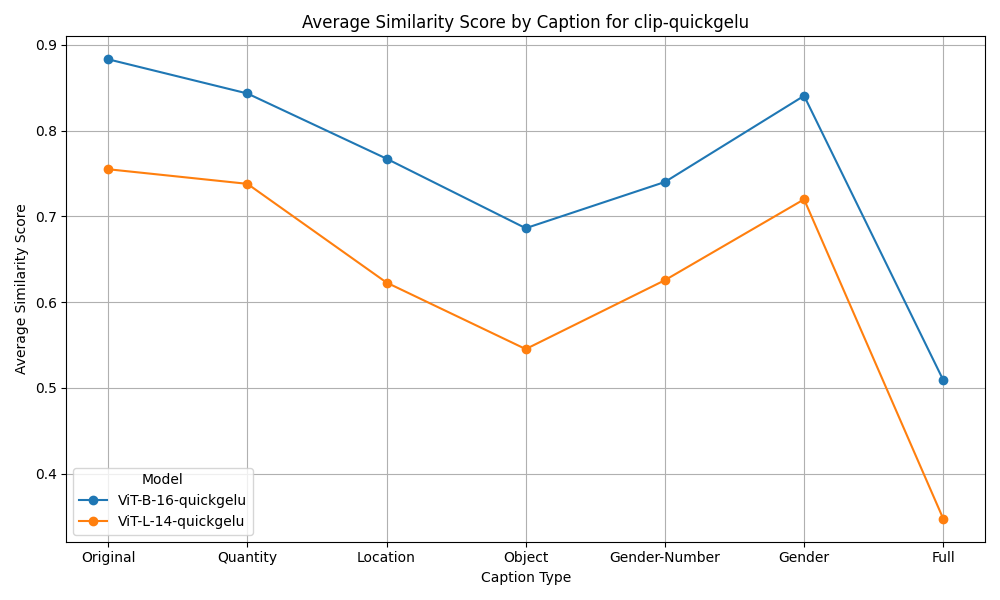 Average Similarity Score by Caption for clip-quickgelu
Average Similarity Score
0.9
0.8
0.7
0.6
0.5
0.4
Model
ViT-B-16-quickgelu
ViT-L-14-quickgelu
Original Quantity Location Object Gender-Number Gender Full
Caption Type